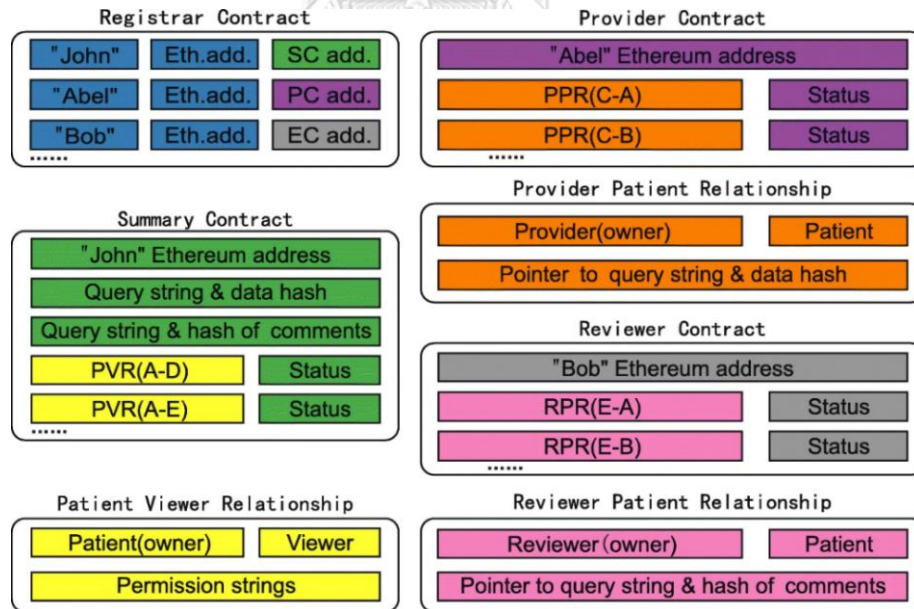 Registrar Contract
"John" Eth.add. SC add.
"Abel" Eth.add. PC add.
"Bob" Eth.add. EC add.
......
Summary Contract
"John" Ethereum address
Query string & data hash
Query string & hash of comments
PVR(A-D) Status
PVR(A-E) Status
......
Patient Viewer Relationship
Patient(owner) Viewer
Permission strings
Provider Contract
"Abel" Ethereum address
PPR(C-A) Status
PPR(C-B) Status
......
Provider Patient Relationship
Provider(owner) Patient
Pointer to query string & data hash
Reviewer Contract
"Bob" Ethereum address
RPR(E-A) Status
RPR(E-B) Status
......
Reviewer Patient Relationship
Reviewer(owner) Patient
Pointer to query string & hash of comments